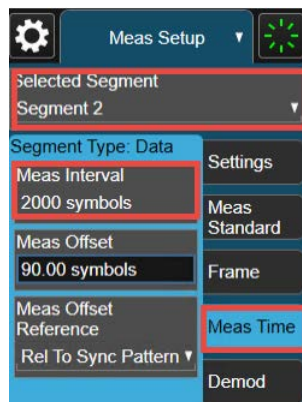 Meas Setup
Selected Segment
Segment 2
Segment Type: Data
Meas Interval
2000 symbols
Meas Offset
90.00 symbols
Meas Offset
Reference
Rel To Sync Pattern
Settings
Meas
Standard
Frame
Meas Time
Demod